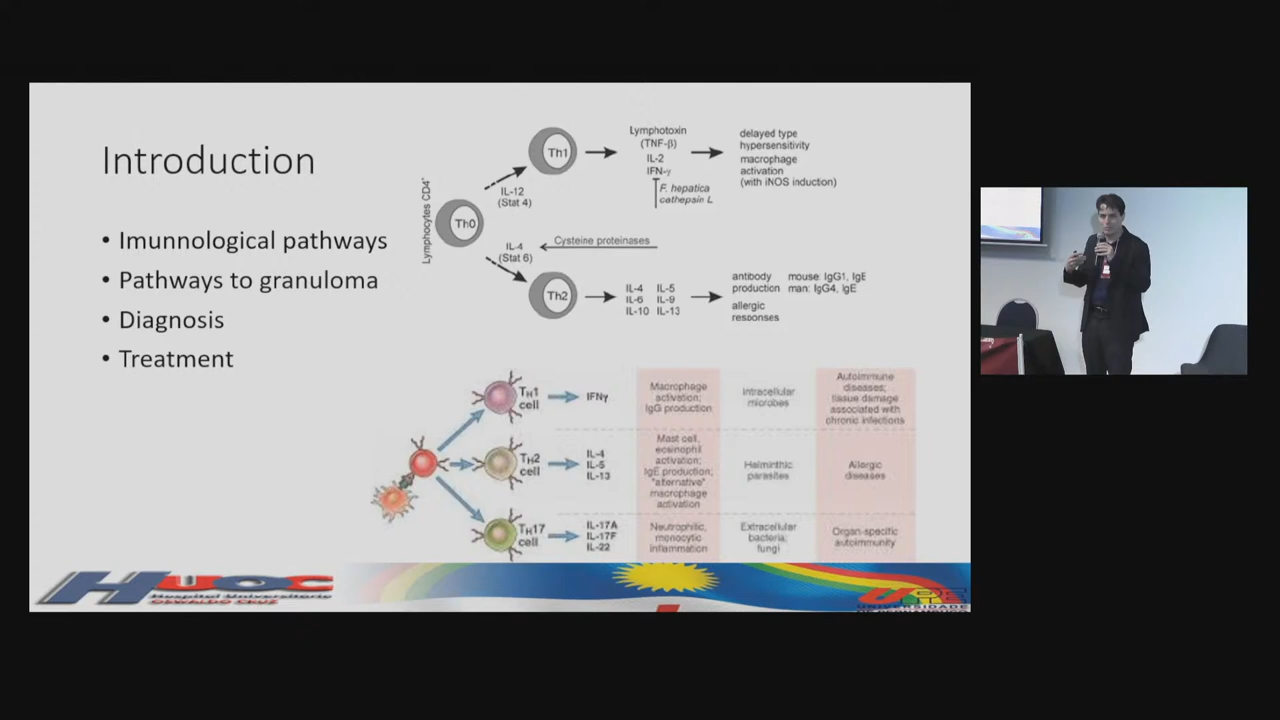 Introduction
• Imunnological pathways
• Pathways to granuloma
• Diagnosis
• Treatment
Lymphocytes CD4+
Th0
IL-12
(Stat 4)
Th1
Lymphotoxin
(TNF-β)
IL-2
IFN-γ
F. hepatica
cathepsin L
delayed type
hypersensitivity
macrophage
activation
(with iNOS induction)
IL-4
(Stat 6)
Cysteine proteinases
Th2
IL-4 IL-5
IL-6 IL-9
IL-10 IL-13
antibody
production
allergic
responses
mouse: IgG1, IgE
man: IgG4, IgE
TH1
cell
IFNγ
Macrophage
activation;
IgG production
Intracellular
microbes
Autoimmune
diseases;
tissue damage
associated with
chronic infections
TH2
cell
IL-4
IL-5
IL-13
Mast cell,
eosinophil
activation;
IgE production;
"alternative"
macrophage
activation
Helminthic
parasites
Allergic
diseases
TH17
cell
IL-17A
IL-17F
IL-22
Neutrophilic,
monocytic
inflammation
Extracellular
bacteria;
fungi
Organ-specific
autoimmunity
HUOC
Hospital Universitario
OSWALDO CRUZ
UPE
UNIVERSIDADE